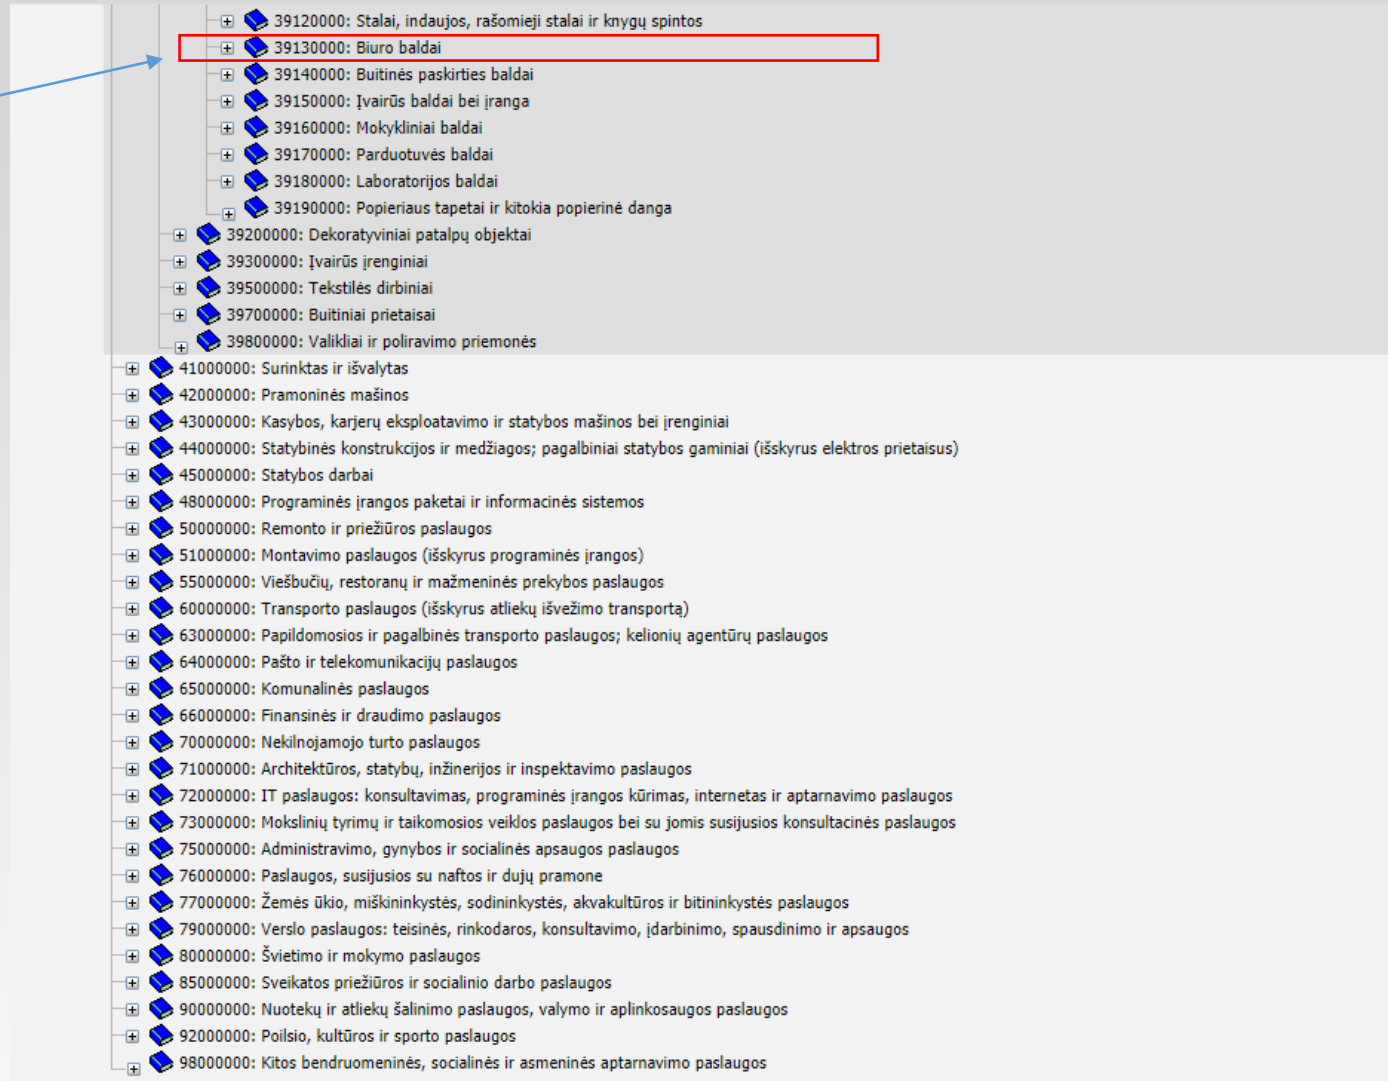 39120000: Stalai, indaujos, rašomieji stalai ir knygų spintos
39130000: Biuro baldai
39140000: Buitinės paskirties baldai
39150000: Įvairūs baldai bei įranga
39160000: Mokykliniai baldai
39170000: Parduotuvės baldai
39180000: Laboratorijos baldai
39190000: Popieriaus tapetai ir kitokia popierinė danga
39200000: Dekoratyviniai patalpų objektai
39300000: Įvairūs įrenginiai
39500000: Tekstilės dirbiniai
39700000: Buitiniai prietaisai
39800000: Valikliai ir poliravimo priemonės
41000000: Surinktas ir išvalytas
42000000: Pramoninės mašinos
43000000: Kasybos, karjerų eksploatavimo ir statybos mašinos bei įrenginiai
44000000: Statybinės konstrukcijos ir medžiagos; pagalbiniai statybos gaminiai (išskyrus elektros prietaisus)
45000000: Statybos darbai
48000000: Programinės įrangos paketai ir informacinės sistemos
50000000: Remonto ir priežiūros paslaugos
51000000: Montavimo paslaugos (išskyrus programinės įrangos)
55000000: Viešbučių, restoranų ir mažmeninės prekybos paslaugos
60000000: Transporto paslaugos (išskyrus atliekų išvežimo transportą)
63000000: Papildomosios ir pagalbinės transporto paslaugos; kelionių agentūrų paslaugos
64000000: Pašto ir telekomunikacijų paslaugos
65000000: Komunalinės paslaugos
66000000: Finansinės ir draudimo paslaugos
70000000: Nekilnojamojo turto paslaugos
71000000: Architektūros, statybų, inžinerijos ir inspektavimo paslaugos
72000000: IT paslaugos: konsultavimas, programinės įrangos kūrimas, internetas ir aptarnavimo paslaugos
73000000: Mokslinių tyrimų ir taikomosios veiklos paslaugos bei su jomis susijusios konsultacinės paslaugos
75000000: Administravimo, gynybos ir socialinės apsaugos paslaugos
76000000: Paslaugos, susijusios su naftos ir dujų pramone
77000000: Žemės ūkio, miškininkystės, sodininkystės, akvakultūros ir bitininkystės paslaugos
79000000: Verslo paslaugos: teisinės, rinkodaros, konsultavimo, įdarbinimo, spausdinimo ir apsaugos
80000000: Švietimo ir mokymo paslaugos
85000000: Sveikatos priežiūros ir socialinio darbo paslaugos
90000000: Nuotekų ir atliekų šalinimo paslaugos, valymo ir aplinkosaugos paslaugos
92000000: Poilsio, kultūros ir sporto paslaugos
98000000: Kitos bendruomeninės, socialinės ir asmeninės aptarnavimo paslaugos